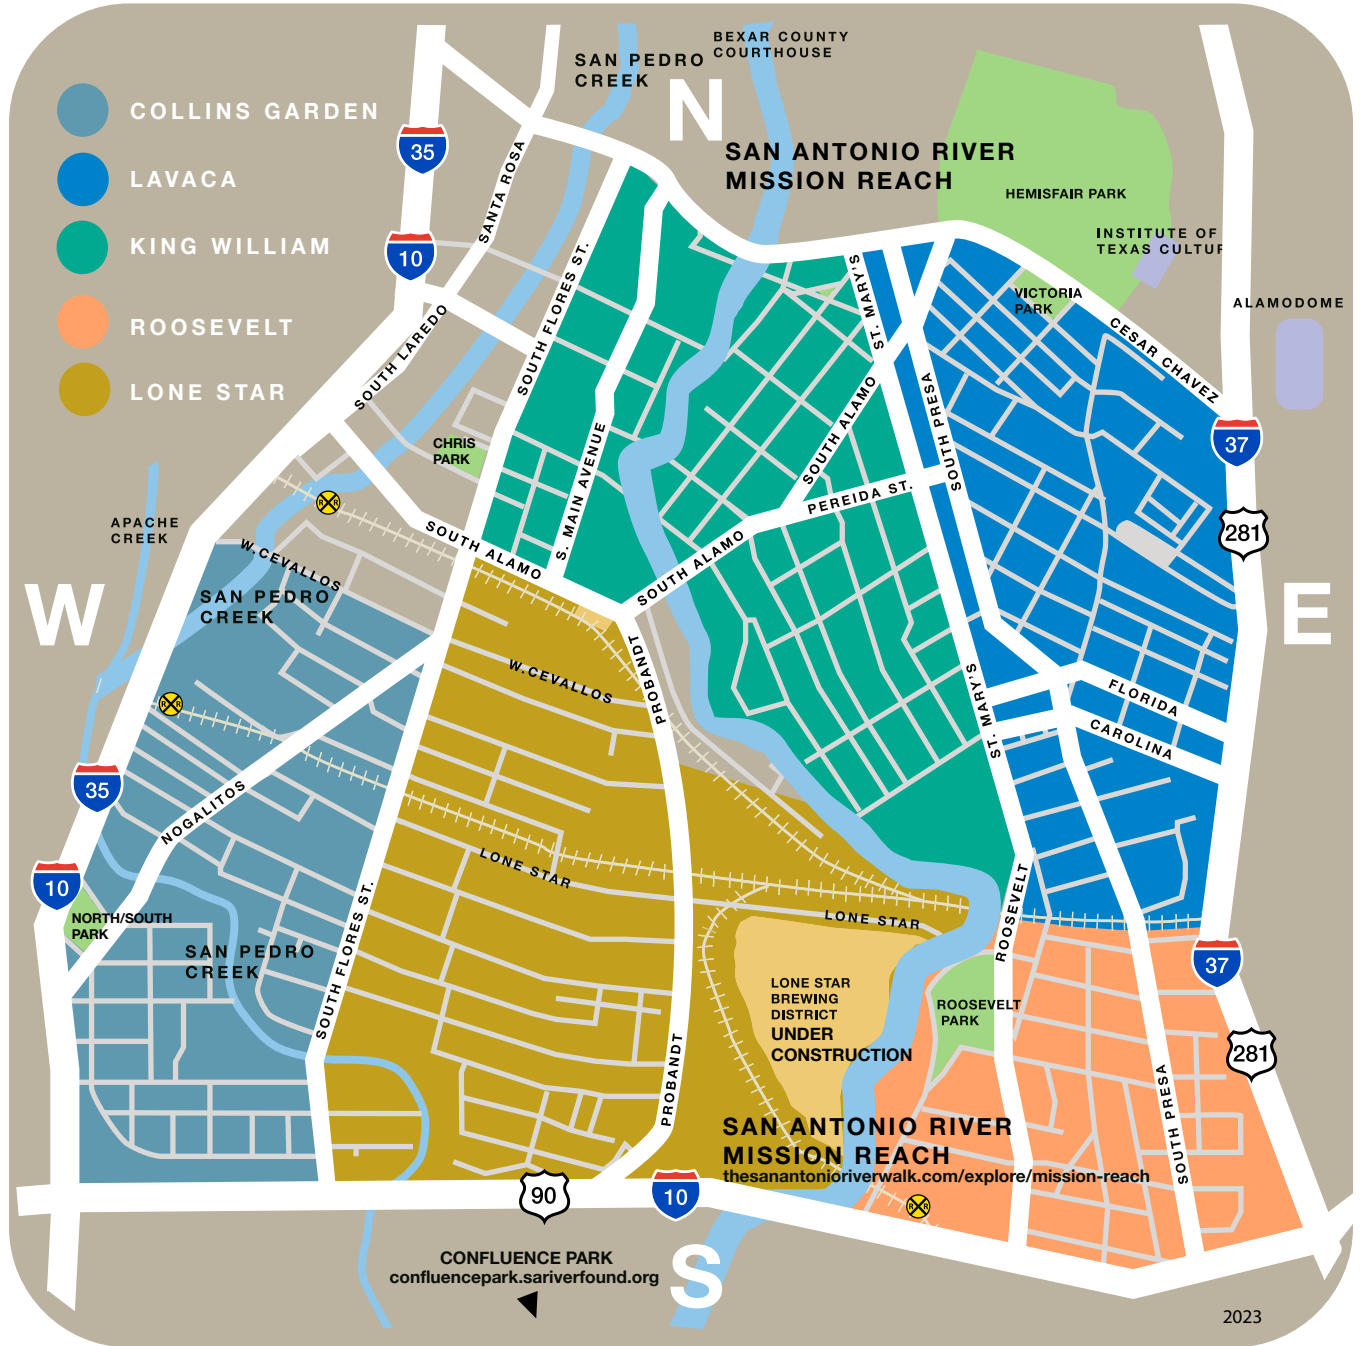 BEXAR COUNTY
COURTHOUSE
SAN PEDRO
CREEK
N
COLLINS GARDEN
LAVACA
KING WILLIAM
ROOSEVELT
LONE STAR
35
10
SANTA ROSA
SAN ANTONIO RIVER
MISSION REACH
HEMISFAIR PARK
INSTITUTE OF
TEXAS CULTUR
VICTORIA
PARK
ALAMODOME
CESAR CHAVEZ
SOUTH LAREDO
SOUTH FLORES ST.
ST. MARY'S
SOUTH PRESA
SOUTH ALAMO
S. MAIN AVENUE
CHRIS
PARK
37
281
PEREIDA ST.
APACHE
CREEK
RXR
W.CEVALLOS
SOUTH ALAMO
SOUTH ALAMO
W
SAN PEDRO
CREEK
E
W.CEVALLOS
PROBANDT
ST. MARY'S
FLORIDA
CAROLINA
RXR
35
NOGALITOS
10
NORTH/SOUTH
PARK
LONE STAR
LONE STAR
ROOSEVELT
SAN PEDRO
CREEK
SOUTH FLORES ST.
37
LONE STAR
BREWING
DISTRICT
UNDER
CONSTRUCTION
ROOSEVELT
PARK
281
PROBANDT
SOUTH PRESA
SAN ANTONIO RIVER
MISSION REACH
thesanantonioriverwalk.com/explore/mission-reach
90
10
RXR
CONFLUENCE PARK
confluencepark.sariverfound.org
S
2023